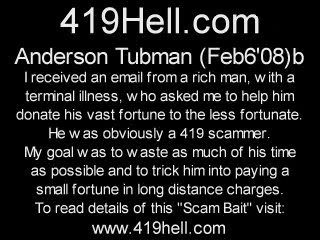 419Hell.com
Anderson Tubman (Feb6'08)b
I received an email from a rich man, with a
terminal illness, who asked me to help him
donate his vast fortune to the less fortunate.
He was obviously a 419 scammer.
My goal was to waste as much of his time
as possible and to trick him into paying a
small fortune in long distance charges.
To read details of this "Scam Bait" visit:
www.419hell.com